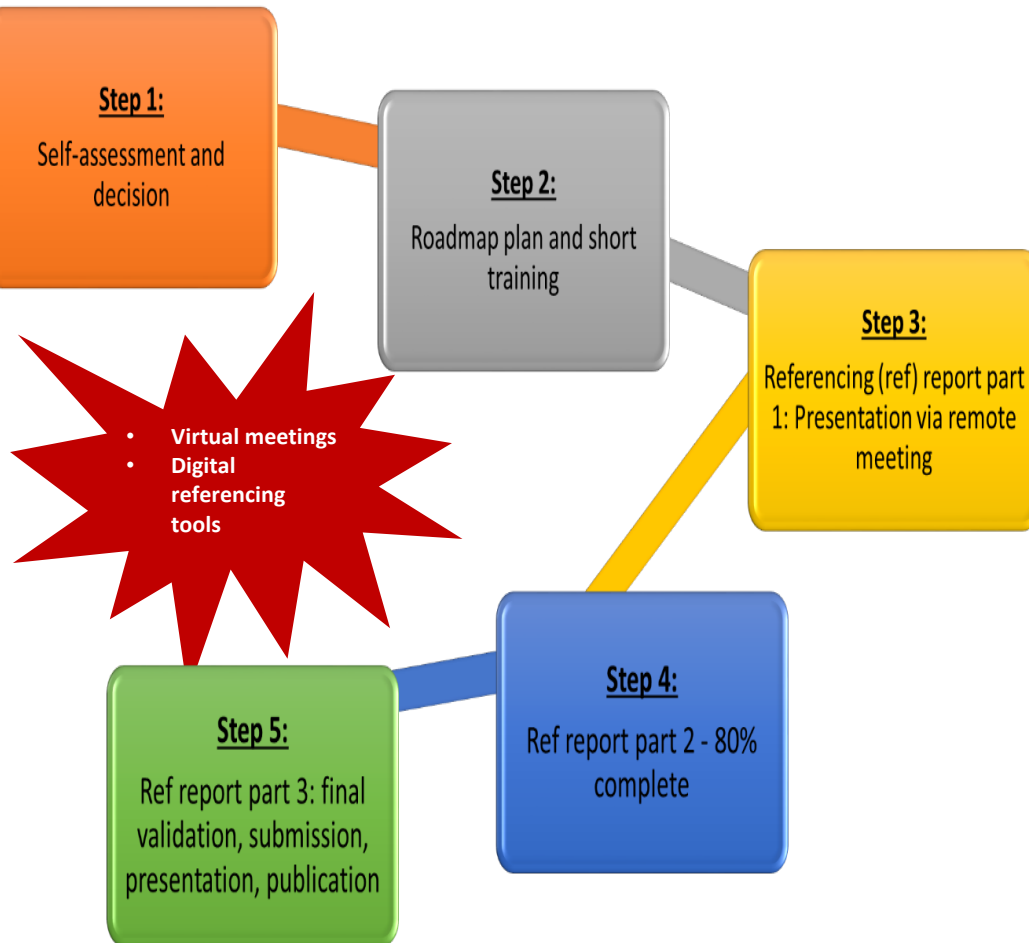 Step 1:
Self-assessment and
decision
Step 2:
Roadmap plan and short
training
Step 3:
Referencing (ref) report part
1: Presentation via remote
meeting
• Virtual meetings
• Digital
referencing
tools
Step 4:
Ref report part 2 - 80%
complete
Step 5:
Ref report part 3: final
validation, submission,
presentation, publication